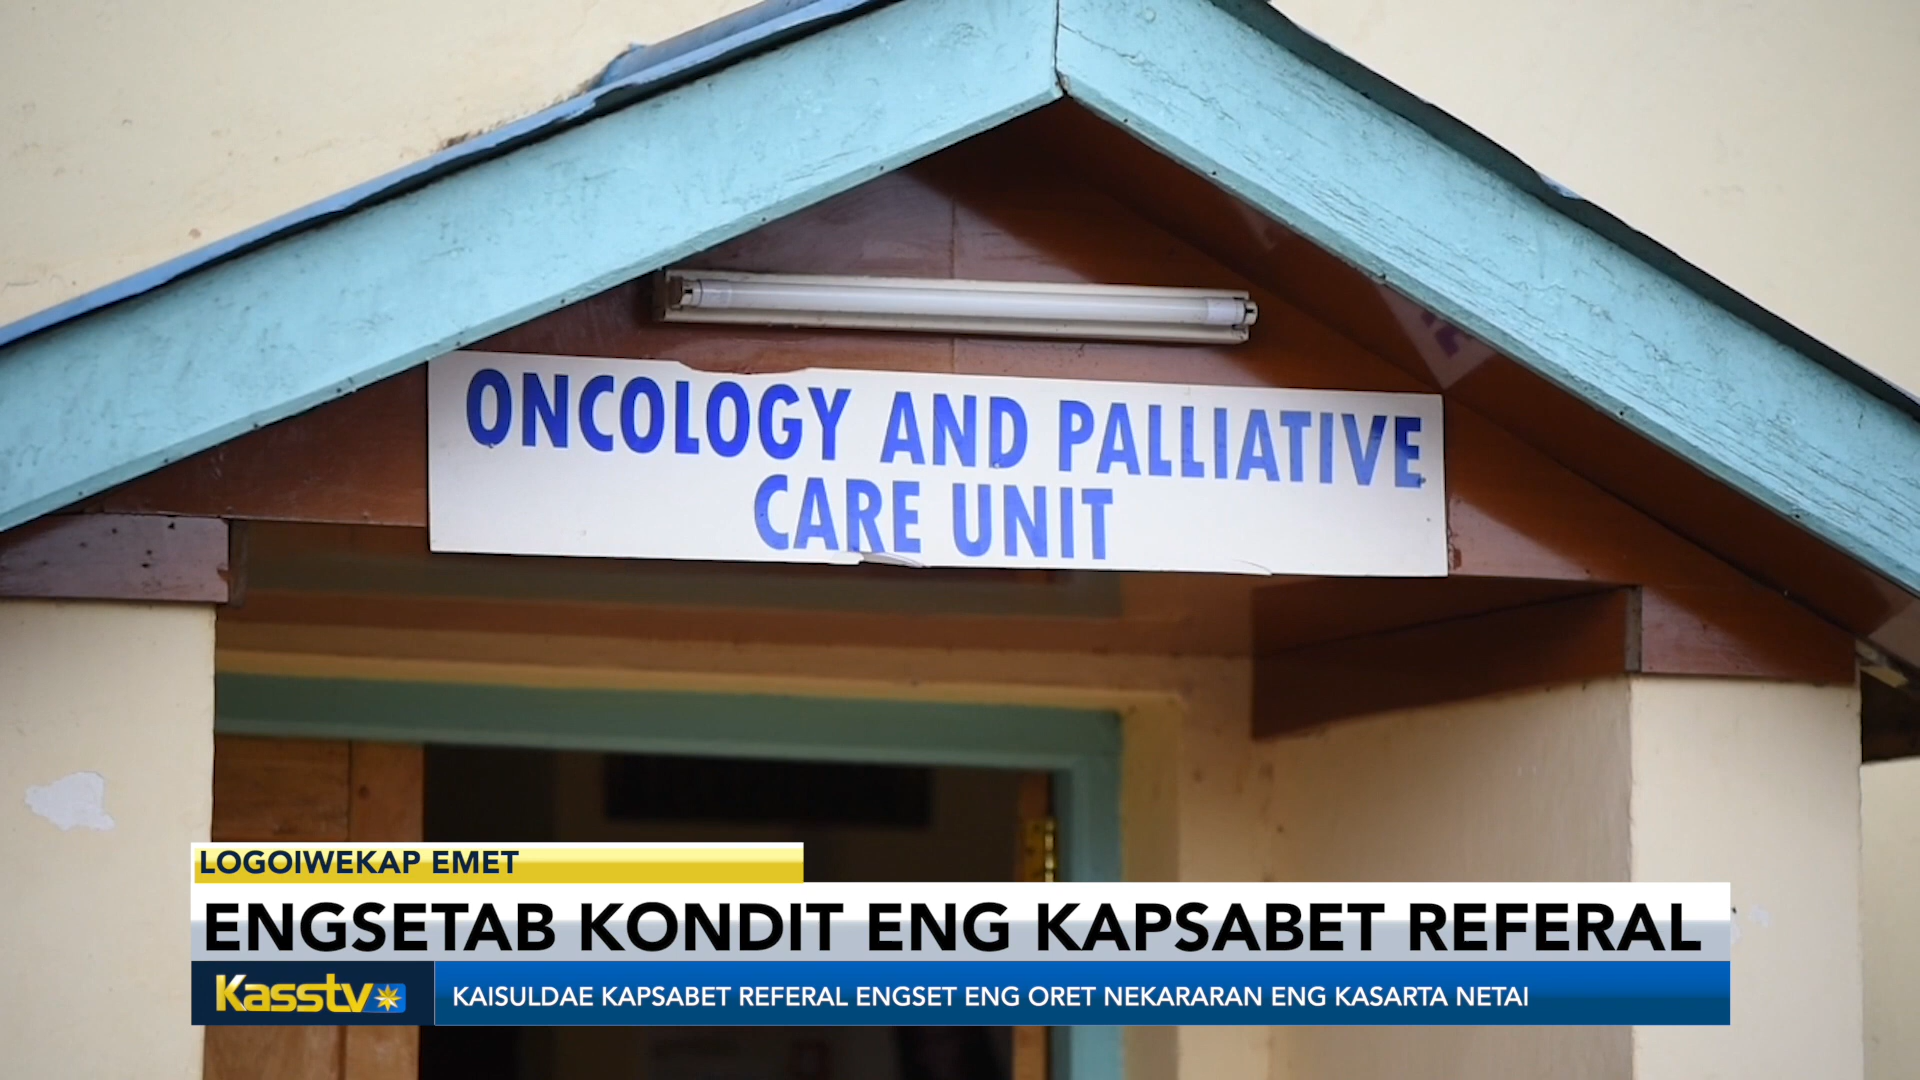 ONCOLOGY AND PALLIATIVE
CARE UNIT
LOGOIWEKAP EMET
ENGSETAB KONDIT ENG KAPSABET REFERAL
Kasstv
KAISULDAE KAPSABET REFERAL ENGSET ENG ORET NEKARARAN ENG KASARTA NETAI